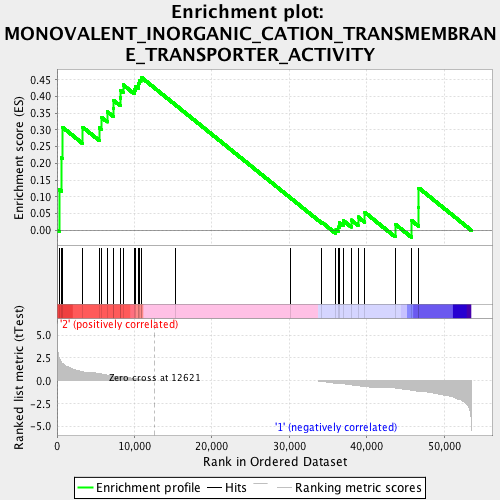 Enrichment plot:
MONOVALENT_INORGANIC_CATION_TRANSMEMBRAN
E_TRANSPORTER_ACTIVITY
Enrichment score (ES)
0.45
0.40
0.35
0.30
0.25
0.20
0.15
0.10
0.05
0.00
'2' (positively correlated)
Ranked list metric (tTest)
5.0
2.5
0.0
-2.5
-5.0
Zero cross at 12621
'1' (negatively correlated)
0
10,000
20,000
30,000
40,000
50,000
Rank in Ordered Dataset
Enrichment profile
Hits
Ranking metric scores